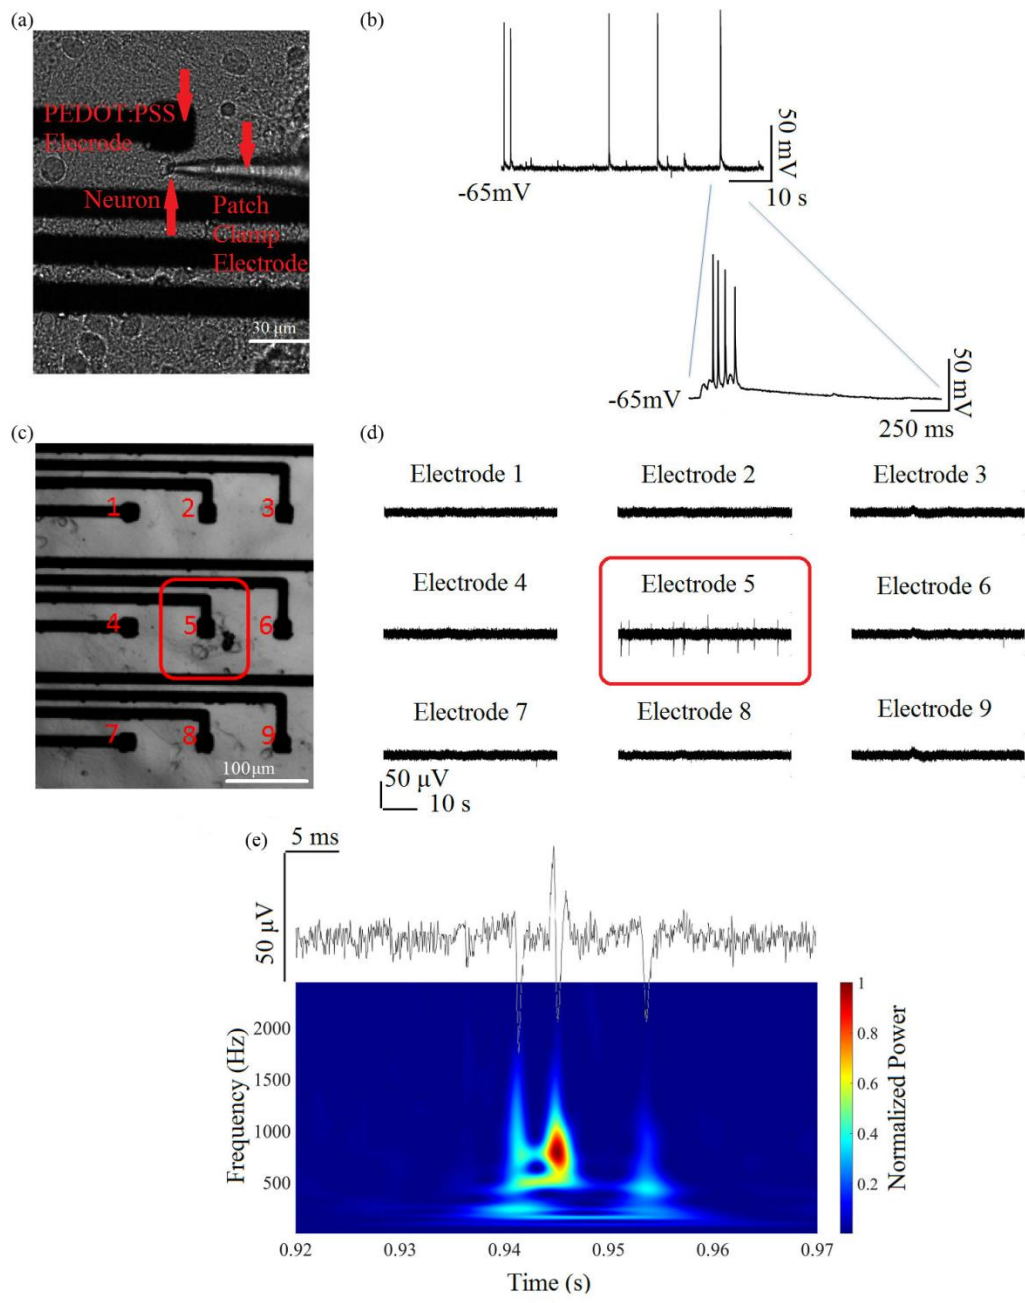 (a)
PEDOT:PSS
Elecrode
Neuron
Patch
Clamp
Electrode
30 µm
(b)
-65mV
50 mV
10 s
-65mV
50 mV
250 ms
(c)
1
2
3
4
5
6
7
8
9
100µm
(d)
Electrode 1
Electrode 2
Electrode 3
Electrode 4
Electrode 5
Electrode 6
Electrode 7
Electrode 8
Electrode 9
50 µV
10 s
(e)
5 ms
50 µV
Frequency (Hz)
2000
1500
1000
500
0.92
0.93
0.94
0.95
0.96
0.97
Time (s)
1
0.8
0.6
0.4
0.2
Normalized Power